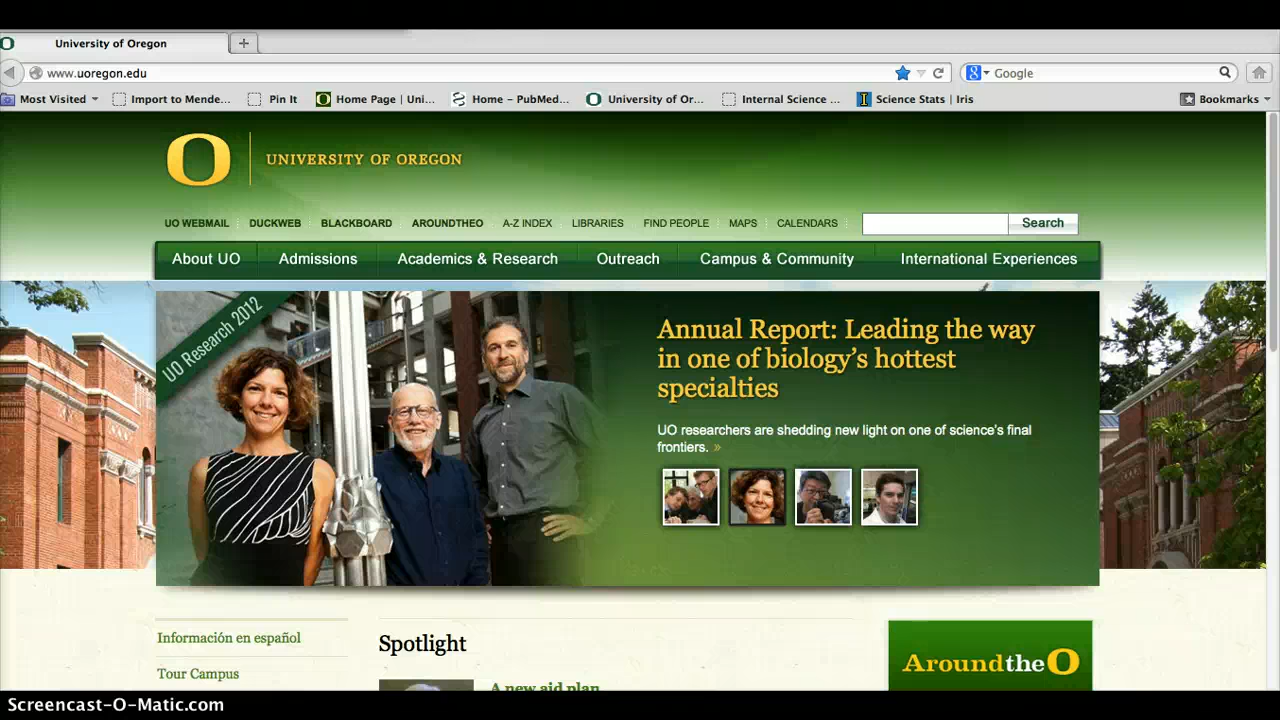 University of Oregon
www.uoregon.edu
Google
Most Visited
Import to Mende...
Pin It
Home Page | Uni...
Home – PubMed...
University of Or...
Internal Science ...
Science Stats | Iris
Bookmarks
UNIVERSITY OF OREGON
UO WEBMAIL DUCKWEB BLACKBOARD AROUNDTHEO A-Z INDEX LIBRARIES FIND PEOPLE MAPS CALENDARS Search
About UO Admissions Academics & Research Outreach Campus & Community International Experiences
UO Research 2012
Annual Report: Leading the way
in one of biology's hottest
specialties
UO researchers are shedding new light on one of science's final
frontiers. »
Información en español
Tour Campus
Spotlight
A new aid plan
AroundtheO
Screencast-O-Matic.com